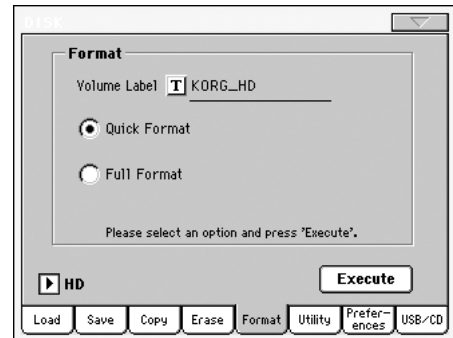 DISK
Format
Volume Label T KORG_HD
Quick Format
Full Format
Please select an option and press 'Execute'.
HD
Execute
Load Save Copy Erase Format Utility Prefer-ences USB/CD